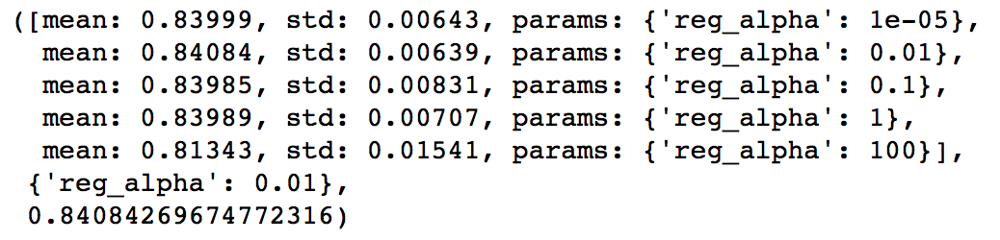 ([mean: 0.83999, std: 0.00643, params: {'reg_alpha': 1e-05},
mean: 0.84084, std: 0.00639, params: {'reg_alpha': 0.01},
mean: 0.83985, std: 0.00831, params: {'reg_alpha': 0.1},
mean: 0.83989, std: 0.00707, params: {'reg_alpha': 1},
mean: 0.81343, std: 0.01541, params: {'reg_alpha': 100}],
{'reg_alpha': 0.01},
0.84084269674772316)